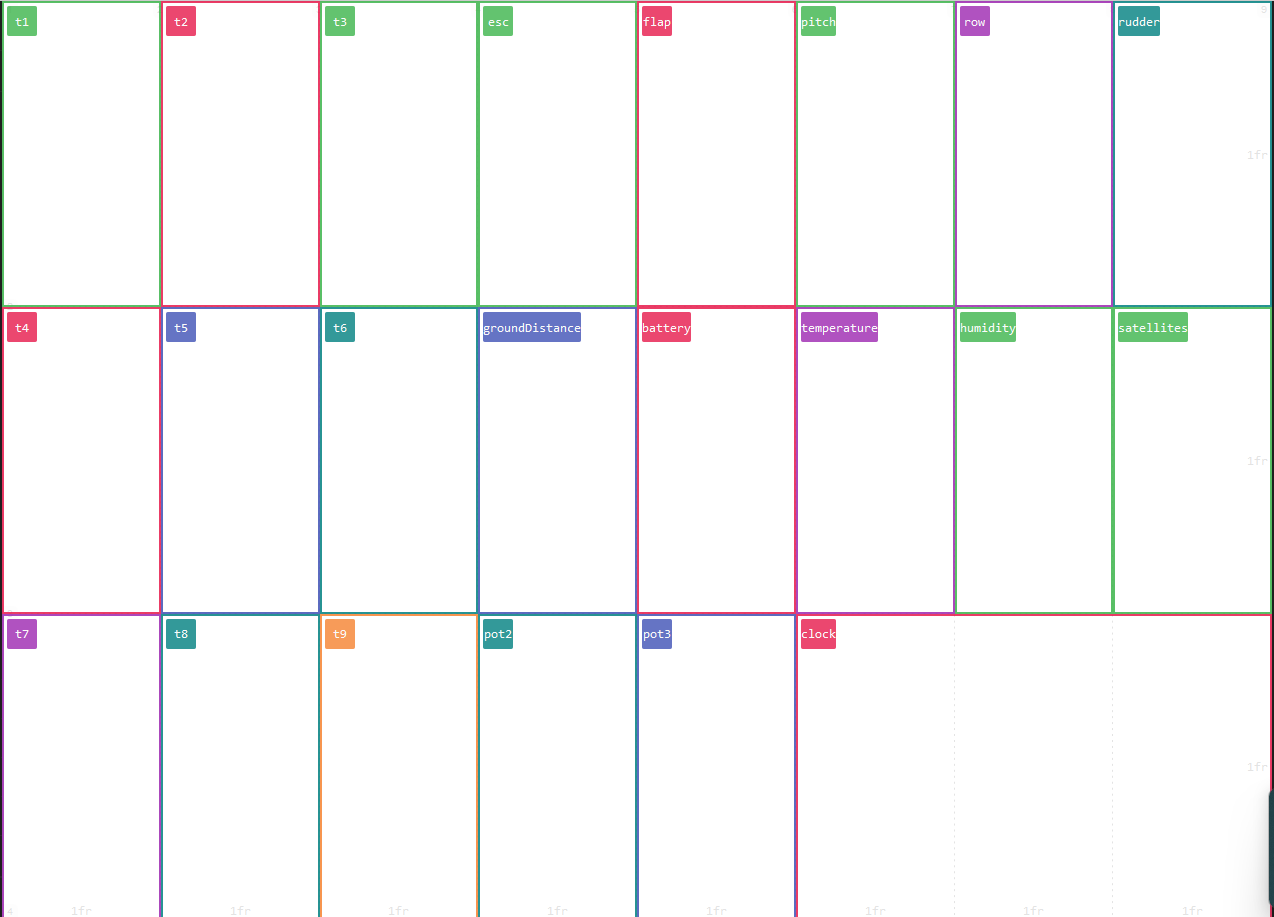 t1 t2 t3 esc flap pitch row rudder
1fr
t4 t5 t6 groundDistance battery temperature humidity satellites
1fr
t7 t8 t9 pot2 pot3 clock
1fr
4 1fr 1fr 1fr 1fr 1fr 1fr 1fr 1fr